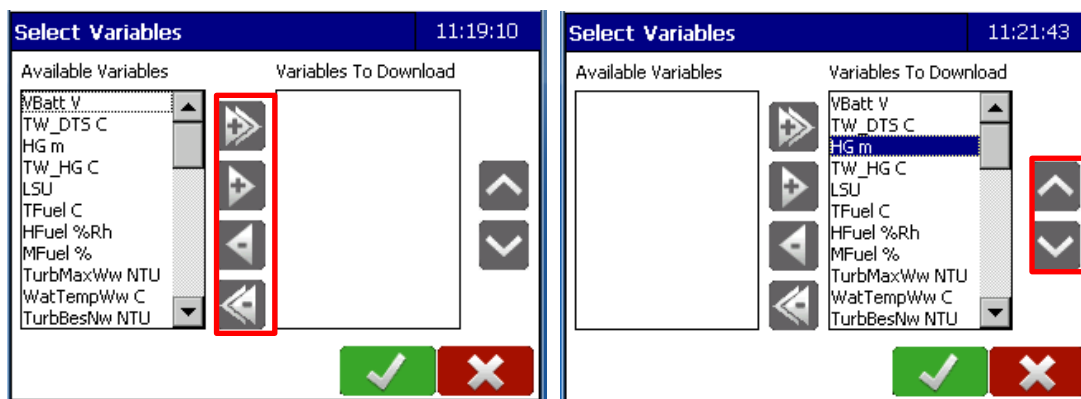 Select Variables
11:19:10
Available Variables
Variables To Download
VBatt V
TW_DTS C
HG m
TW_HG C
LSU
TFuel C
HFuel %Rh
MFuel %
TurbMaxWw NTU
WatTempWw C
TurbBesNw NTU
Select Variables
11:21:43
Available Variables
Variables To Download
VBatt V
TW_DTS C
HG m
TW_HG C
LSU
TFuel C
HFuel %Rh
MFuel %
TurbMaxWw NTU
WatTempWw C
TurbBesNw NTU